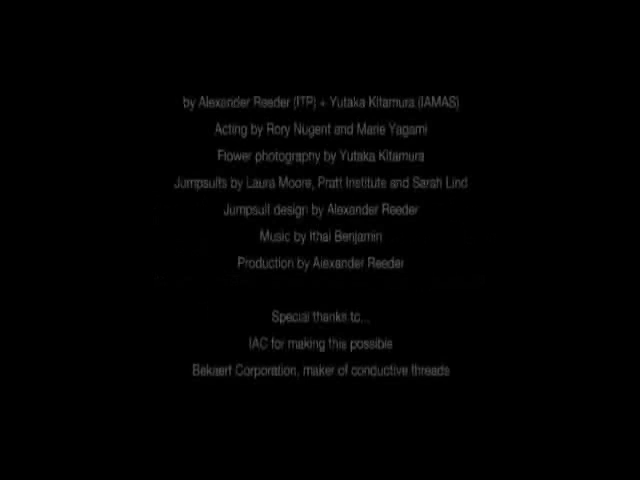 by Alexander Reeder (ITP) + Yutaka Kitamura (IAMAS)
Acting by Rory Nugent and Marie Yagami
Flower photography by Yutaka Kitamura
Jumpsuits by Laura Moore, Pratt Institute and Sarah Lind
Jumpsuit design by Alexander Reeder
Music by Ithai Benjamin
Production by Alexander Reeder
Special thanks to...
IAC for making this possible
Bekaert Corporation, maker of conductive threads